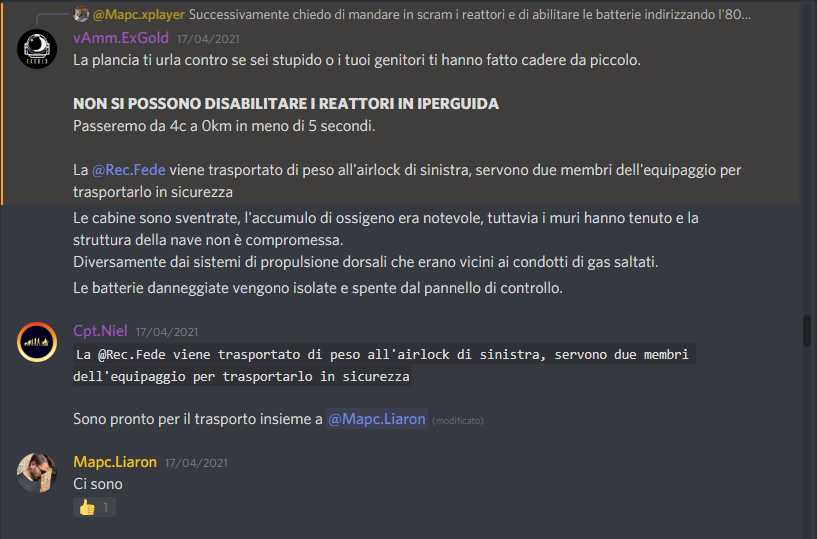 @Mapc.xplayer Successivamente chiedo di mandare in scram i reattori e di abilitare le batterie indirizzando l'80...
vAmm.ExGold 17/04/2021
La plancia ti urla contro se sei stupido o i tuoi genitori ti hanno fatto cadere da piccolo.
NON SI POSSONO DISABILITARE I REATTORI IN IPERGUIDA
Passeremo da 4c a 0km in meno di 5 secondi.
La @Rec.Fede viene trasportato di peso all'airlock di sinistra, servono due membri dell'equipaggio per
trasportarlo in sicurezza
Le cabine sono sventrate, l'accumulo di ossigeno era notevole, tuttavia i muri hanno tenuto e la
struttura della nave non è compromessa.
Diversamente dai sistemi di propulsione dorsali che erano vicini ai condotti di gas saltati.
Le batterie danneggiate vengono isolate e spente dal pannello di controllo.
Cpt.Niel 17/04/2021
La @Rec.Fede viene trasportato di peso all'airlock di sinistra, servono due membri
dell'equipaggio per trasportarlo in sicurezza
Sono pronto per il trasporto insieme a @Mapc.Liaron (modificato)
Mapc.Liaron 17/04/2021
Ci sono
👍 1